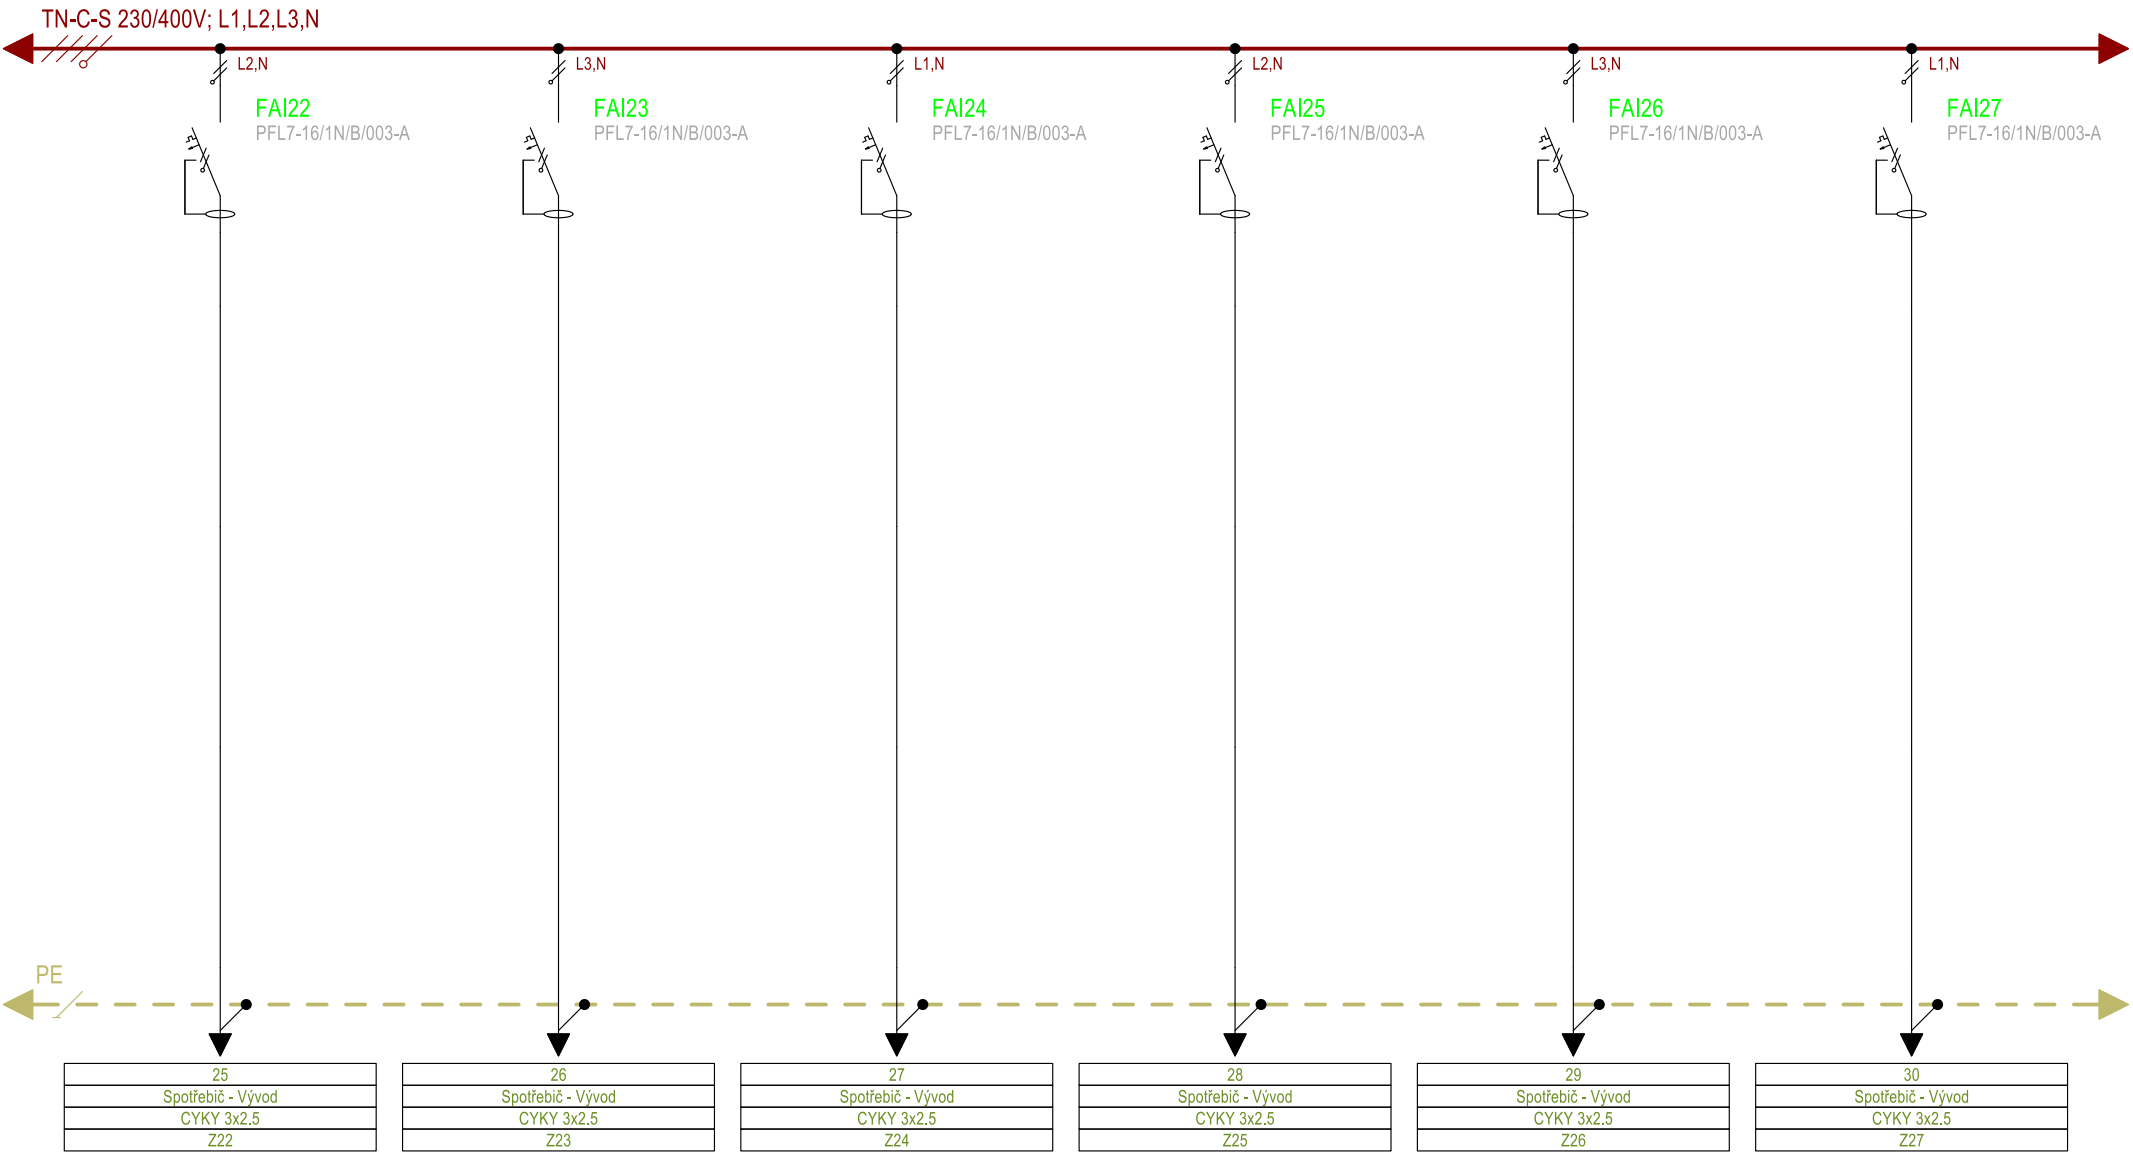 TN-C-S 230/400V; L1,L2,L3,N
L2,N
L3,N
L1,N
L2,N
L3,N
L1,N
FAI22
FAI23
FAI24
FAI25
FAI26
FAI27
PFL7-16/1N/B/003-A
PFL7-16/1N/B/003-A
PFL7-16/1N/B/003-A
PFL7-16/1N/B/003-A
PFL7-16/1N/B/003-A
PFL7-16/1N/B/003-A
PE
25
Spotřebič - Vývod
CYKY 3x2.5
Z22
26
Spotřebič - Vývod
CYKY 3x2.5
Z23
27
Spotřebič - Vývod
CYKY 3x2.5
Z24
28
Spotřebič - Vývod
CYKY 3x2.5
Z25
29
Spotřebič - Vývod
CYKY 3x2.5
Z26
30
Spotřebič - Vývod
CYKY 3x2.5
Z27